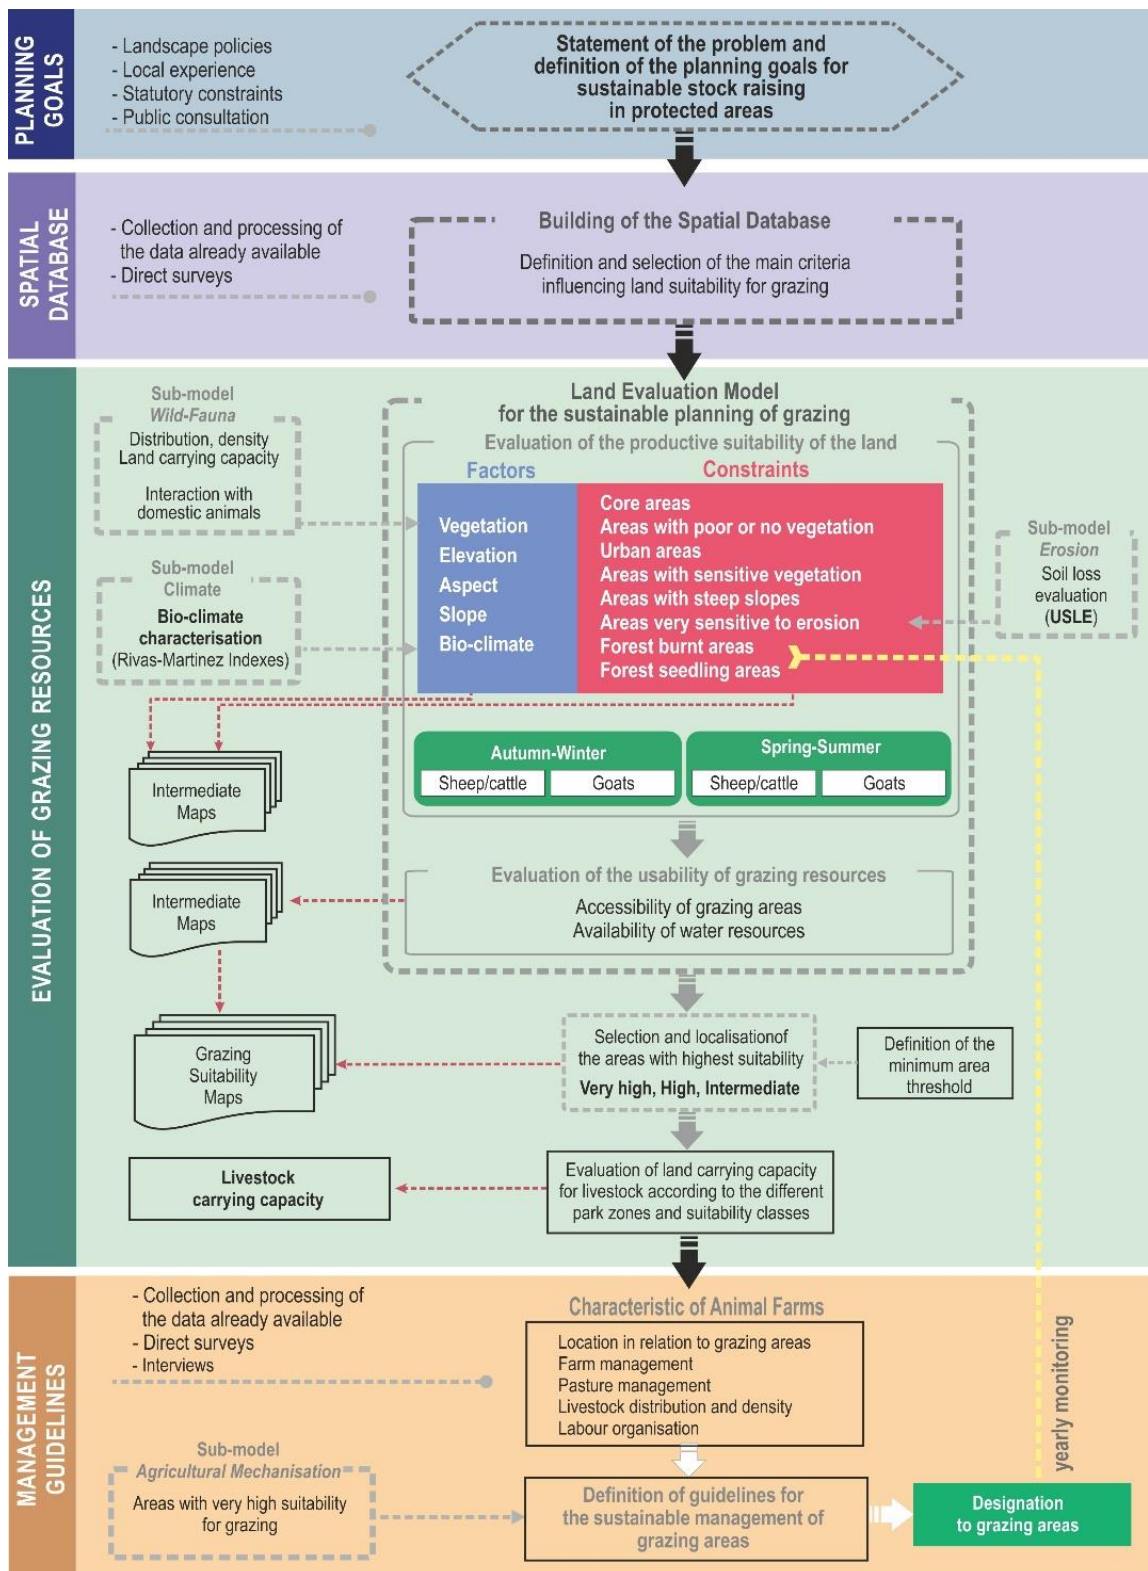 PLANNING
GOALS
- Landscape policies
- Local experience
- Statutory constraints
- Public consultation
Statement of the problem and
definition of the planning goals for
sustainable stock raising
in protected areas
SPATIAL
DATABASE
- Collection and processing of
the data already available
- Direct surveys
Building of the Spatial Database
Definition and selection of the main criteria
influencing land suitability for grazing
EVALUATION OF GRAZING RESOURCES
Sub-model
Wild-Fauna
Distribution, density
Land carrying capacity
Interaction with
domestic animals
Sub-model
Climate
Bio-climate
characterisation
(Rivas-Martinez Indexes)
Land Evaluation Model
for the sustainable planning of grazing
Evaluation of the productive suitability of the land
Factors
Vegetation
Elevation
Aspect
Slope
Bio-climate
Constraints
Core areas
Areas with poor or no vegetation
Urban areas
Areas with sensitive vegetation
Areas with steep slopes
Areas very sensitive to erosion
Forest burnt areas
Forest seedling areas
Sub-model
Erosion
Soil loss
evaluation
(USLE)
Autumn-Winter
Sheep/cattle
Goats
Spring-Summer
Sheep/cattle
Goats
Intermediate
Maps
Evaluation of the usability of grazing resources
Accessibility of grazing areas
Availability of water resources
Intermediate
Maps
Selection and localisationof
the areas with highest suitability
Very high, High, Intermediate
Definition of the
minimum area
threshold
Grazing
Suitability
Maps
Evaluation of land carrying capacity
for livestock according to the different
park zones and suitability classes
Livestock
carrying capacity
MANAGEMENT
GUIDELINES
- Collection and processing of
the data already available
- Direct surveys
- Interviews
Characteristic of Animal Farms
Location in relation to grazing areas
Farm management
Pasture management
Livestock distribution and density
Labour organisation
yearly monitoring
Sub-model
Agricultural Mechanisation
Areas with very high suitability
for grazing
Definition of guidelines for
the sustainable management of
grazing areas
Designation
to grazing areas